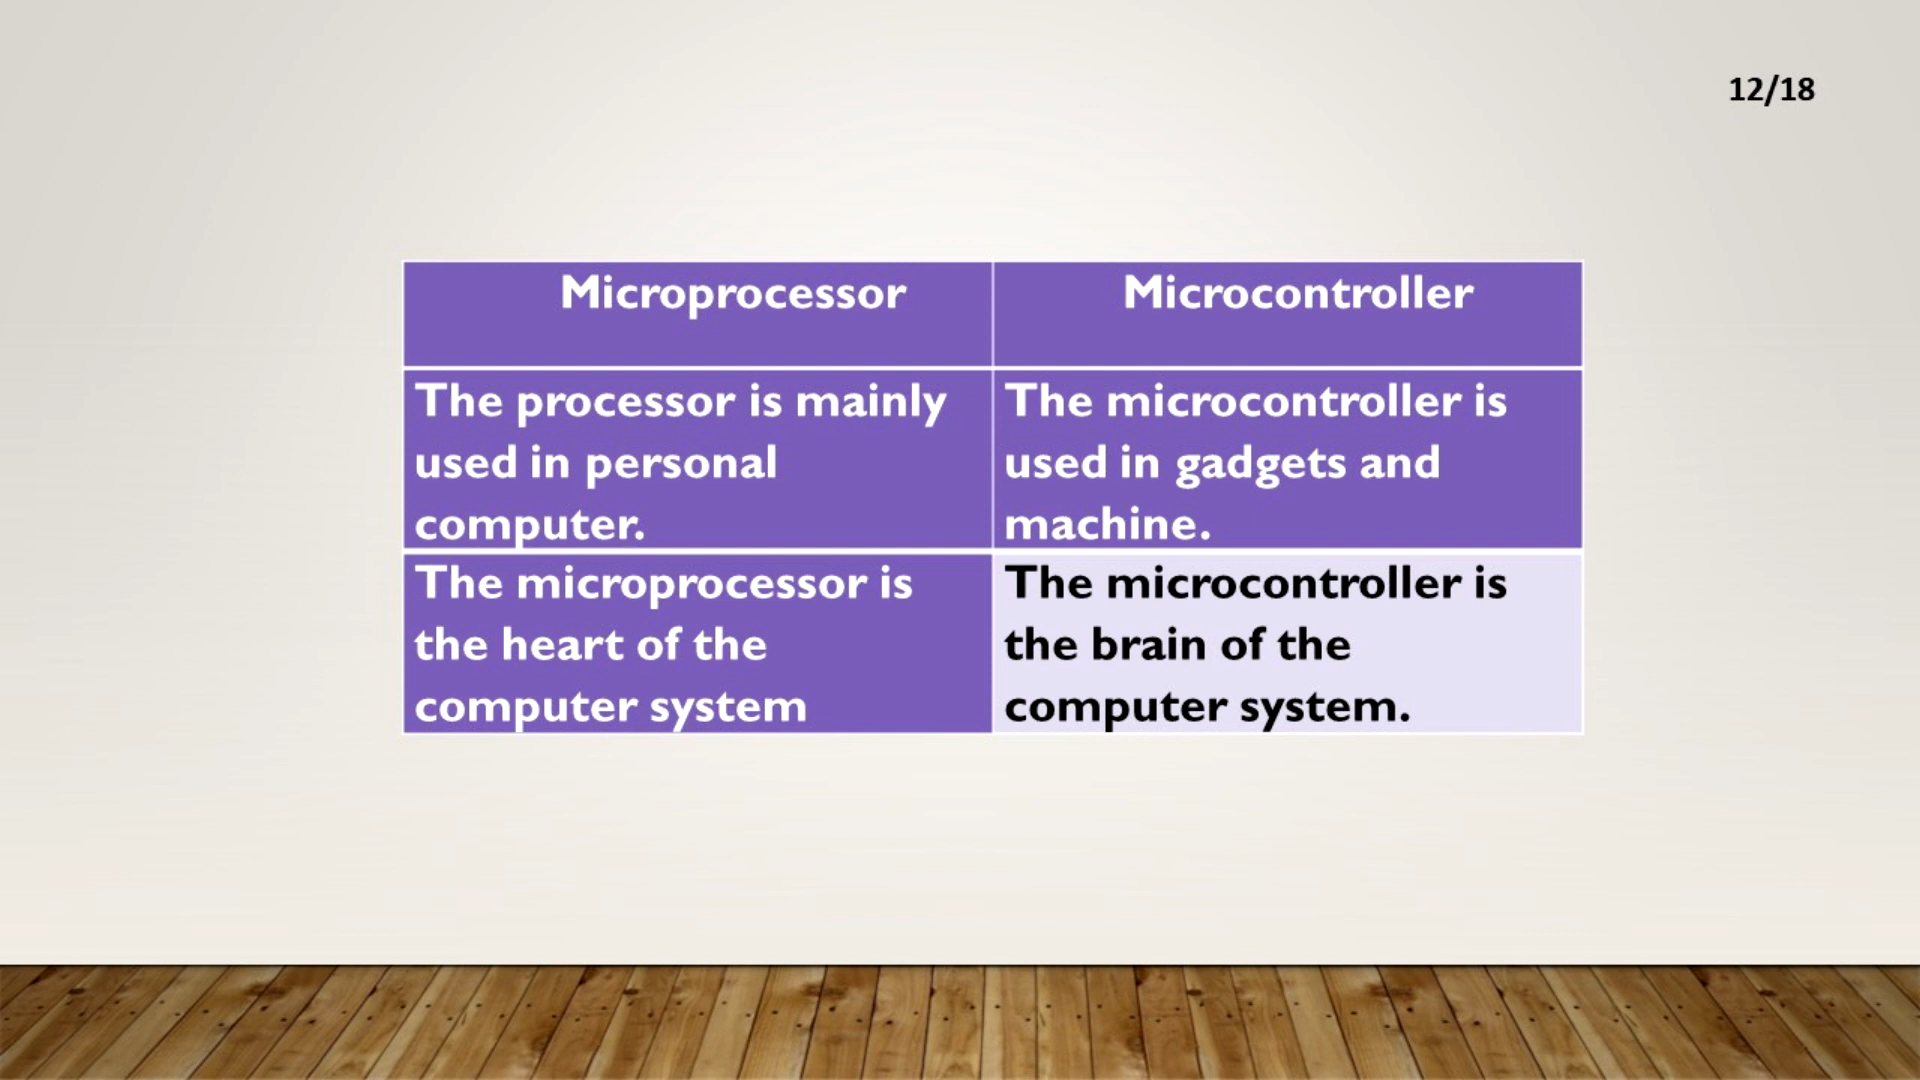 12/18
Microprocessor
Microcontroller
The processor is mainly
used in personal
computer.
The microcontroller is
used in gadgets and
machine.
The microprocessor is
the heart of the
computer system
The microcontroller is
the brain of the
computer system.